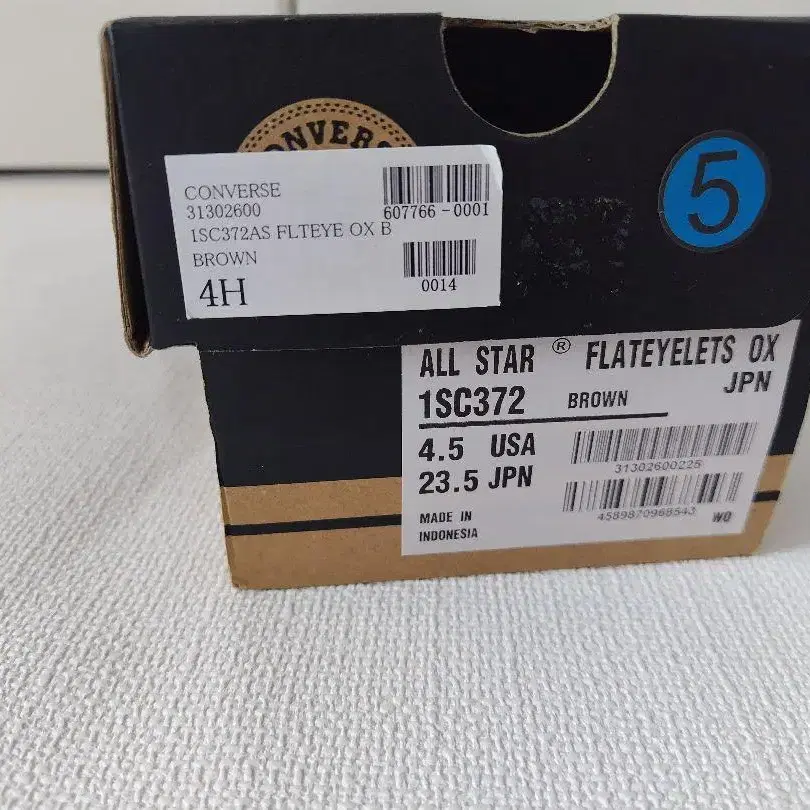 CONVERSE
5
CONVERSE
31302600
607766-0001
1SC372AS FLTEYE OX B
BROWN
4H
0014
ALL STAR ® FLATEYELETS OX
JPN
1SC372 BROWN
4.5 USA
31302600225
23.5 JPN
4589870968543 WO
MADE IN
INDONESIA